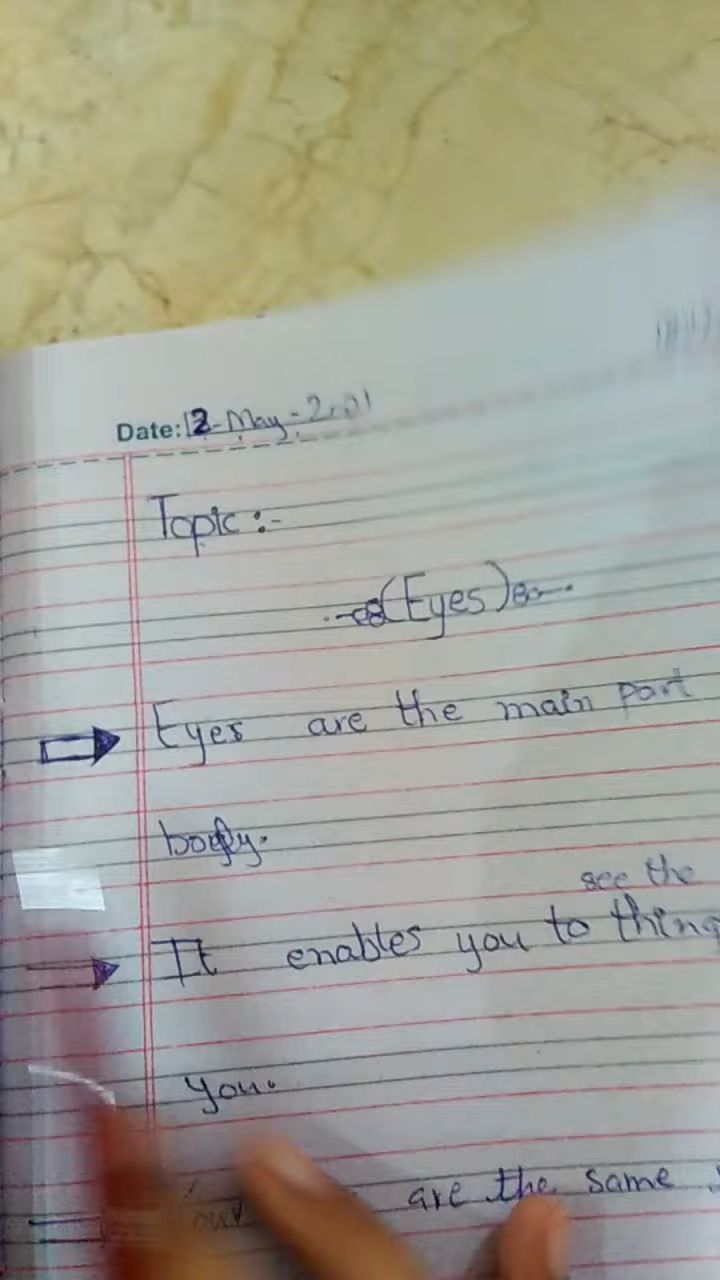 Date: 12-May-2021
Topic :-
(Eyes)
Eyes are the main part
body.
see the
It enables you to thing
you.
are the same